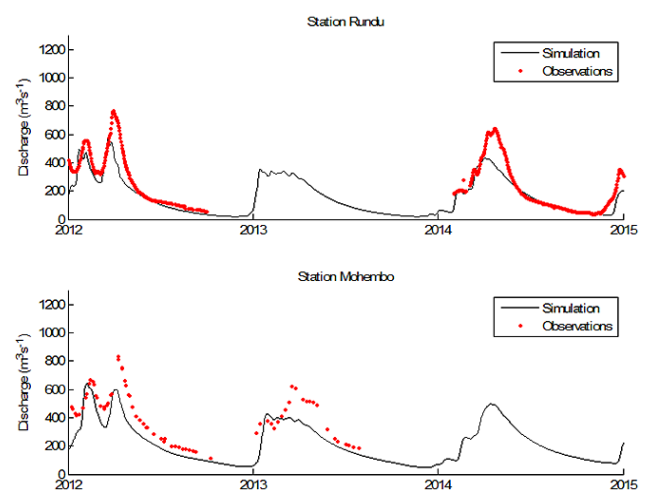 Station Rundu
1200
1000
800
600
400
200
0
Discharge (m³s⁻¹)
Simulation
Observations
2012
2013
2014
2015
Station Mohembo
1200
1000
800
600
400
200
0
Discharge (m³s⁻¹)
Simulation
Observations
2012
2013
2014
2015